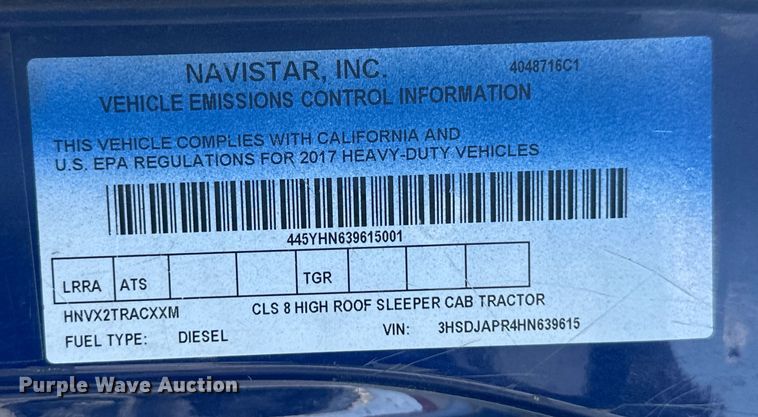 NAVISTAR, INC. 4048716C1
VEHICLE EMISSIONS CONTROL INFORMATION
THIS VEHICLE COMPLIES WITH CALIFORNIA AND
U.S. EPA REGULATIONS FOR 2017 HEAVY-DUTY VEHICLES
445YHN639615001
LRRA ATS TGR
HNVX2TRACXXM CLS 8 HIGH ROOF SLEEPER CAB TRACTOR
FUEL TYPE: DIESEL VIN: 3HSDJAPR4HN639615
Purple Wave Auction